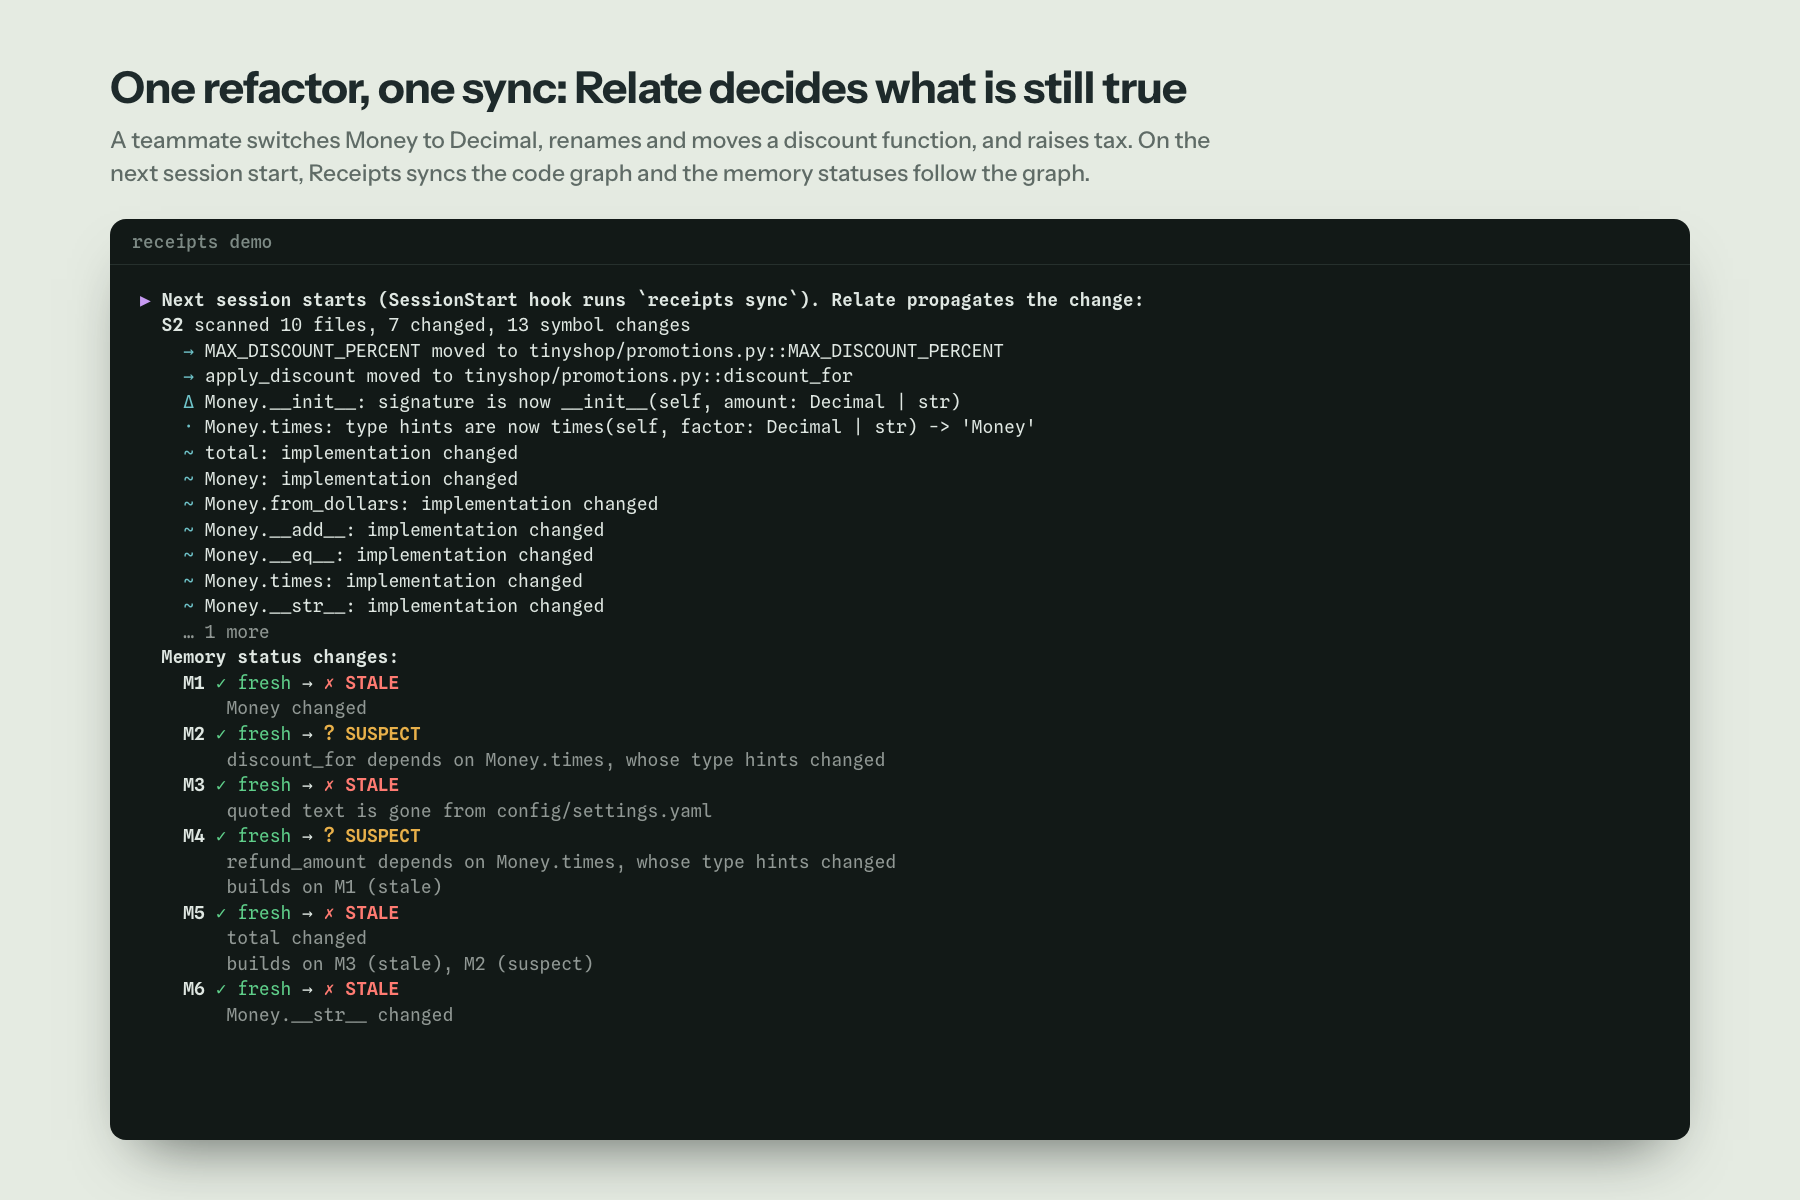 One refactor, one sync: Relate decides what is still true
A teammate switches Money to Decimal, renames and moves a discount function, and raises tax. On the
next session start, Receipts syncs the code graph and the memory statuses follow the graph.
receipts demo
▶ Next session starts (SessionStart hook runs `receipts sync`). Relate propagates the change:
S2 scanned 10 files, 7 changed, 13 symbol changes
→ MAX_DISCOUNT_PERCENT moved to tinyshop/promotions.py::MAX_DISCOUNT_PERCENT
→ apply_discount moved to tinyshop/promotions.py::discount_for
Δ Money.__init__: signature is now __init__(self, amount: Decimal | str)
· Money.times: type hints are now times(self, factor: Decimal | str) -> 'Money'
~ total: implementation changed
~ Money: implementation changed
~ Money.from_dollars: implementation changed
~ Money.__add__: implementation changed
~ Money.__eq__: implementation changed
~ Money.times: implementation changed
~ Money.__str__: implementation changed
… 1 more
Memory status changes:
M1 ✓ fresh → ✗ STALE
Money changed
M2 ✓ fresh → ? SUSPECT
discount_for depends on Money.times, whose type hints changed
M3 ✓ fresh → ✗ STALE
quoted text is gone from config/settings.yaml
M4 ✓ fresh → ? SUSPECT
refund_amount depends on Money.times, whose type hints changed
builds on M1 (stale)
M5 ✓ fresh → ✗ STALE
total changed
builds on M3 (stale), M2 (suspect)
M6 ✓ fresh → ✗ STALE
Money.__str__ changed